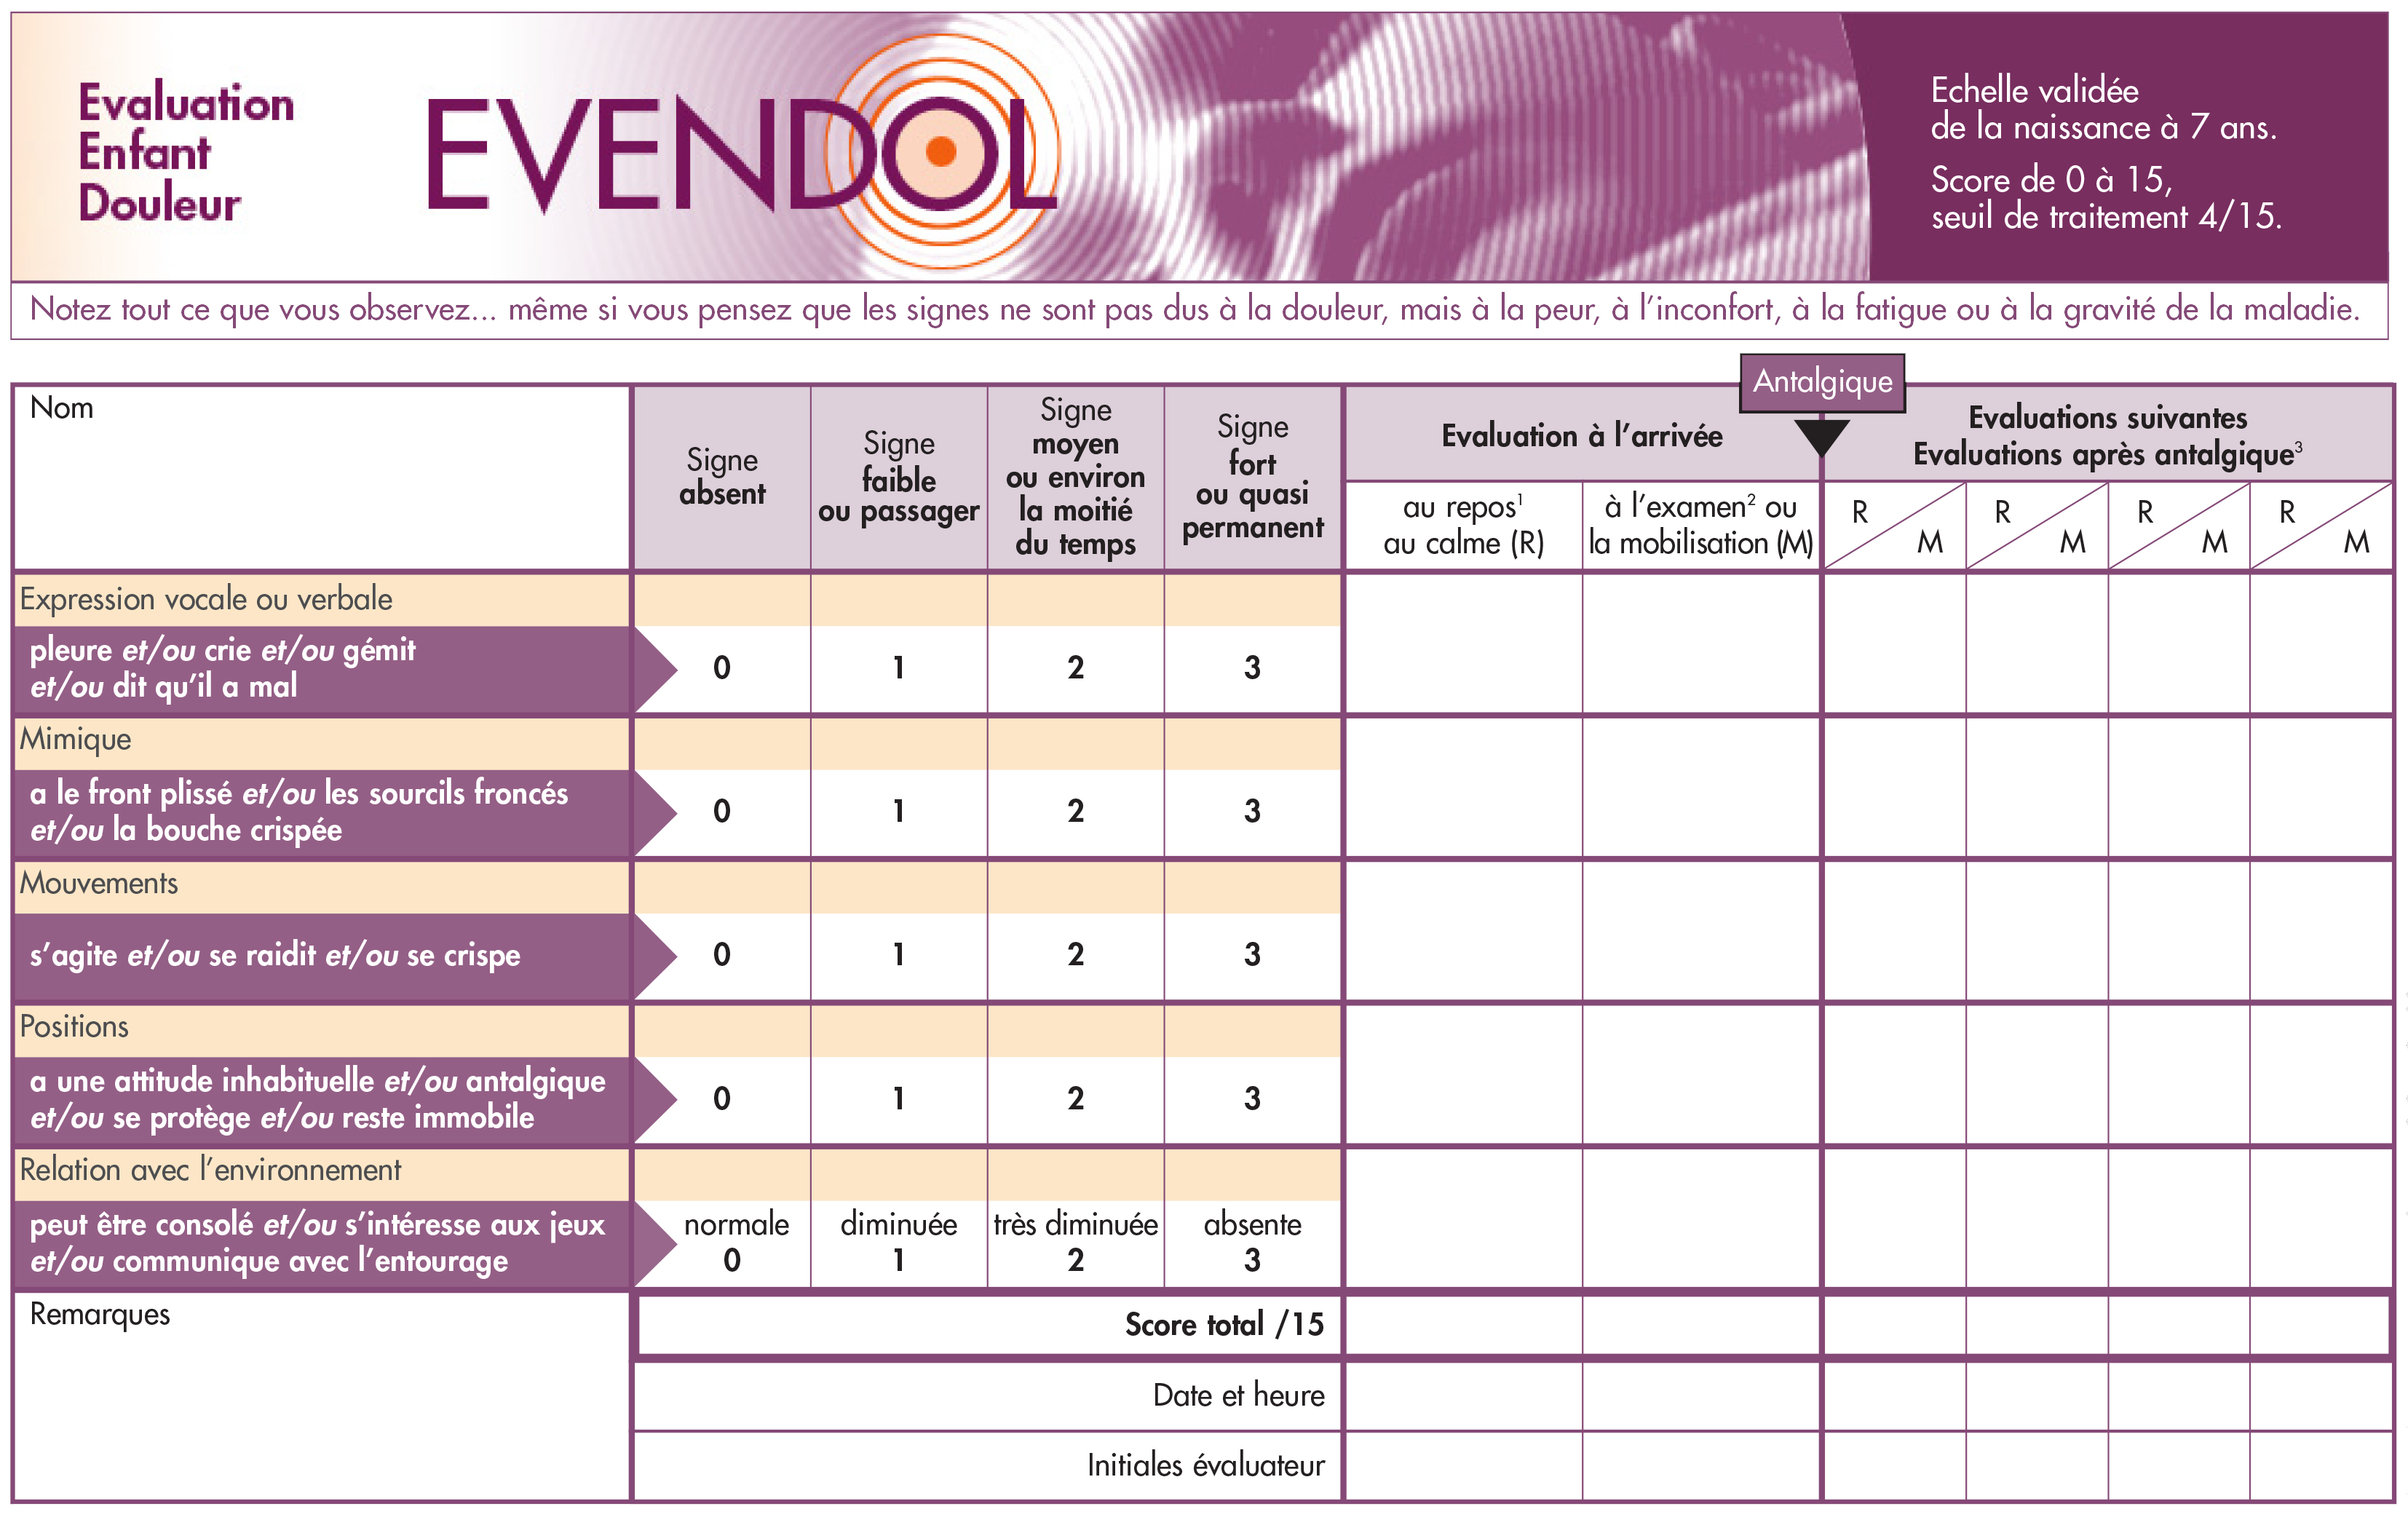 Evaluation
Enfant
Douleur
EVENDOL
Echelle validée
de la naissance à 7 ans.
Score de 0 à 15,
seuil de traitement 4/15.
Notez tout ce que vous observez... même si vous pensez que les signes ne sont pas dus à la douleur, mais à la peur, à l'inconfort, à la fatigue ou à la gravité de la maladie.
Nom
Signe
absent
Signe
faible
ou passager
Signe
moyen
ou environ
la moitié
du temps
Signe
fort
ou quasi
permanent
Evaluation à l'arrivée
Antalgique
Evaluations suivantes
Evaluations après antalgique³
au repos¹
au calme (R)
à l'examen² ou
la mobilisation (M)
R M R M R M R M
Expression vocale ou verbale
pleure et/ou crie et/ou gémit
et/ou dit qu'il a mal
0 1 2 3
Mimique
a le front plissé et/ou les sourcils froncés
et/ou la bouche crispée
0 1 2 3
Mouvements
s'agite et/ou se raidit et/ou se crispe
0 1 2 3
Positions
a une attitude inhabituelle et/ou antalgique
et/ou se protège et/ou reste immobile
0 1 2 3
Relation avec l'environnement
peut être consolé et/ou s'intéresse aux jeux
et/ou communique avec l'entourage
normale diminuée très diminuée absente
0 1 2 3
Remarques
Score total /15
Date et heure
Initiales évaluateur